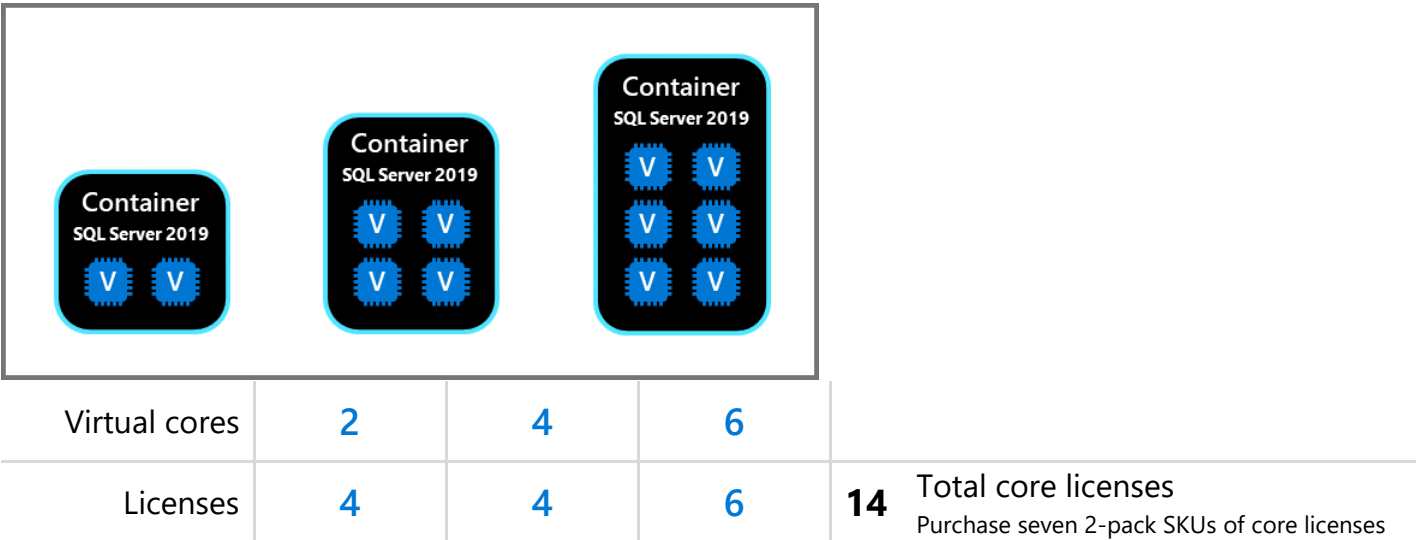 Container
SQL Server 2019
V V
Container
SQL Server 2019
V V
V V
Container
SQL Server 2019
V V
V V
V V
Virtual cores 2 4 6
Licenses 4 4 6 14 Total core licenses
Purchase seven 2-pack SKUs of core licenses